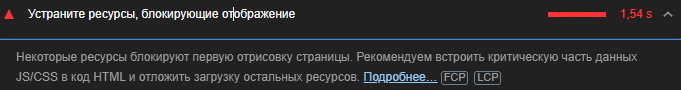 Устраните ресурсы, блокирующие отображение 1,54 s
Некоторые ресурсы блокируют первую отрисовку страницы. Рекомендуем встроить критическую часть данных
JS/CSS в код HTML и отложить загрузку остальных ресурсов. Подробнее... FCP LCP